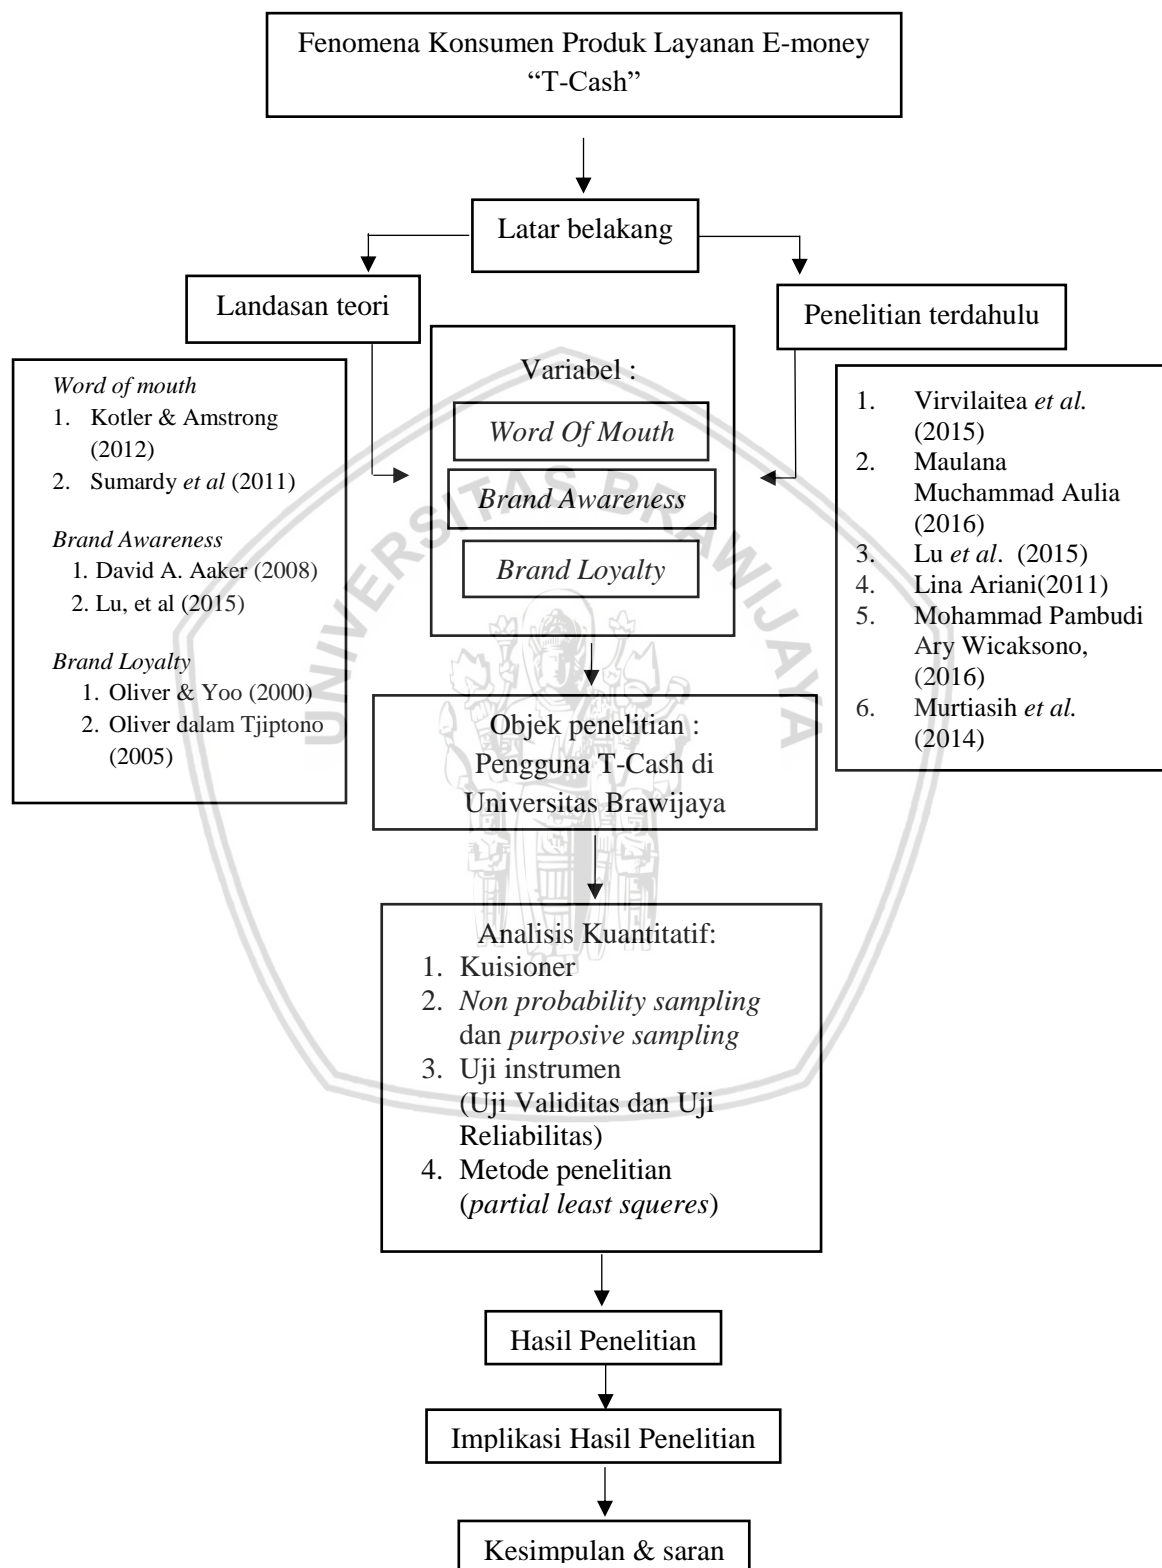 Fenomena Konsumen Produk Layanan E-money
“T-Cash”
Latar belakang
Landasan teori
Penelitian terdahulu
Word of mouth
1. Kotler & Amstrong
(2012)
2. Sumardy et al (2011)
Brand Awareness
1. David A. Aaker (2008)
2. Lu, et al (2015)
Brand Loyalty
1. Oliver & Yoo (2000)
2. Oliver dalam Tjiptono
(2005)
Variabel :
Word Of Mouth
Brand Awareness
Brand Loyalty
1. Virvilaitea et al.
(2015)
2. Maulana
Muchammad Aulia
(2016)
3. Lu et al. (2015)
4. Lina Ariani(2011)
5. Mohammad Pambudi
Ary Wicaksono,
(2016)
6. Murtiasih et al.
(2014)
UNIVERSITAS BRAWIJAYA
Objek penelitian :
Pengguna T-Cash di
Universitas Brawijaya
Analisis Kuantitatif:
1. Kuisioner
2. Non probability sampling
dan purposive sampling
3. Uji instrumen
(Uji Validitas dan Uji
Reliabilitas)
4. Metode penelitian
(partial least squeres)
Hasil Penelitian
Implikasi Hasil Penelitian
Kesimpulan & saran